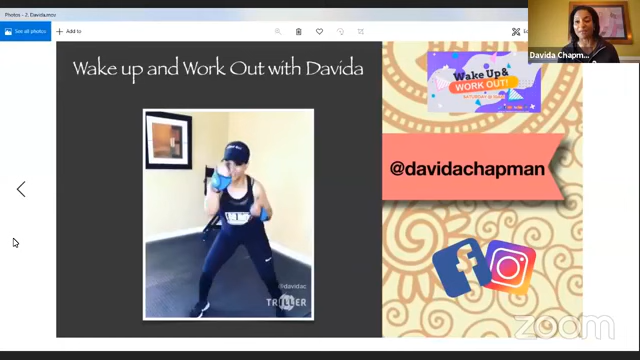 Photos - 2. Davida.mov
See all photos
Add to
Davida Chapm...
Wake up and Work Out with Davida
Wake Up &
WORK OUT!
@davidachapman
@davidac
TRILLER
zoom